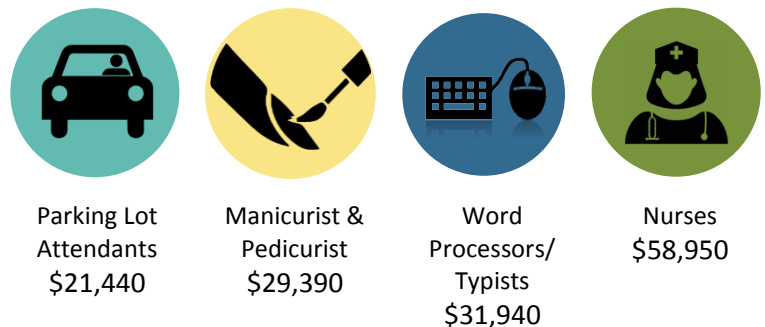 Parking Lot
Attendants
$21,440
Manicurist &
Pedicurist
$29,390
Word
Processors/
Typists
$31,940
Nurses
$58,950